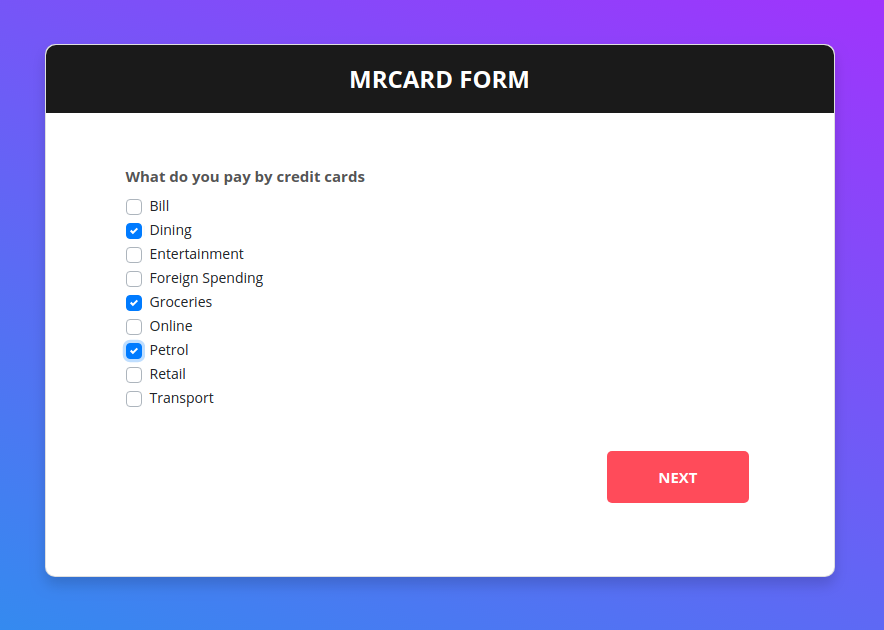 MRCARD FORM
What do you pay by credit cards
Bill
Dining
Entertainment
Foreign Spending
Groceries
Online
Petrol
Retail
Transport
NEXT